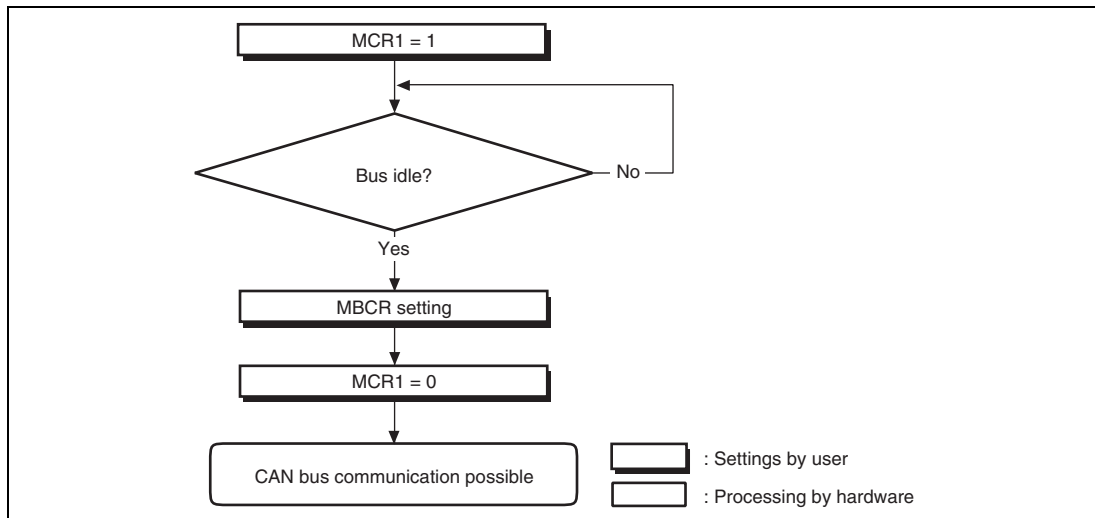 MCR1 = 1
Bus idle?
No
Yes
MBCR setting
MCR1 = 0
CAN bus communication possible
: Settings by user
: Processing by hardware